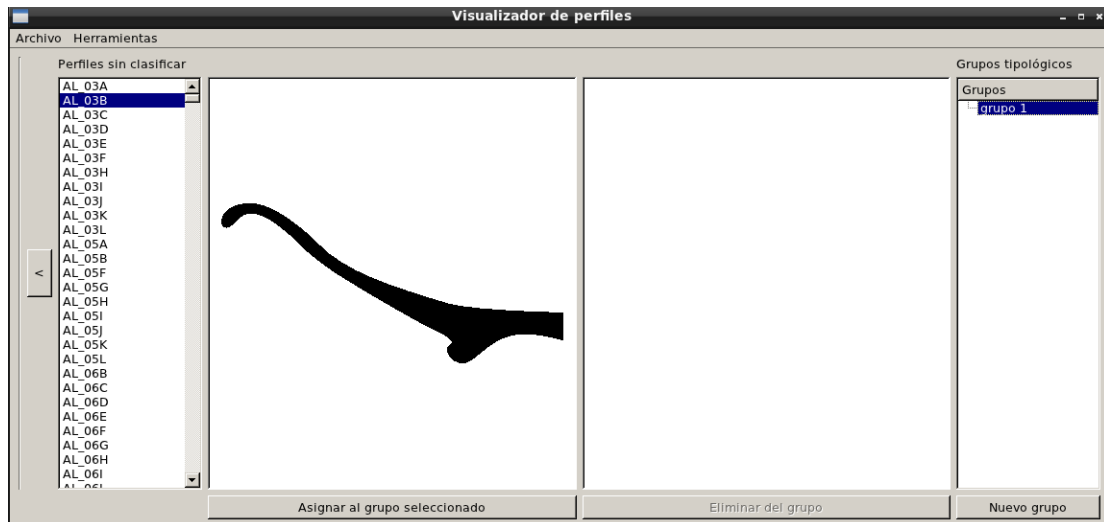 Visualizador de perfiles
Archivo Herramientas
Perfiles sin clasificar
Grupos tipológicos
AL_03A
AL_03B
AL_03C
AL_03D
AL_03E
AL_03F
AL_03H
AL_03I
AL_03J
AL_03K
AL_03L
AL_05A
AL_05B
AL_05F
AL_05G
AL_05H
AL_05I
AL_05J
AL_05K
AL_05L
AL_06B
AL_06C
AL_06D
AL_06E
AL_06F
AL_06G
AL_06H
AL_06I
<
Grupos
grupo 1
Asignar al grupo seleccionado
Eliminar del grupo
Nuevo grupo